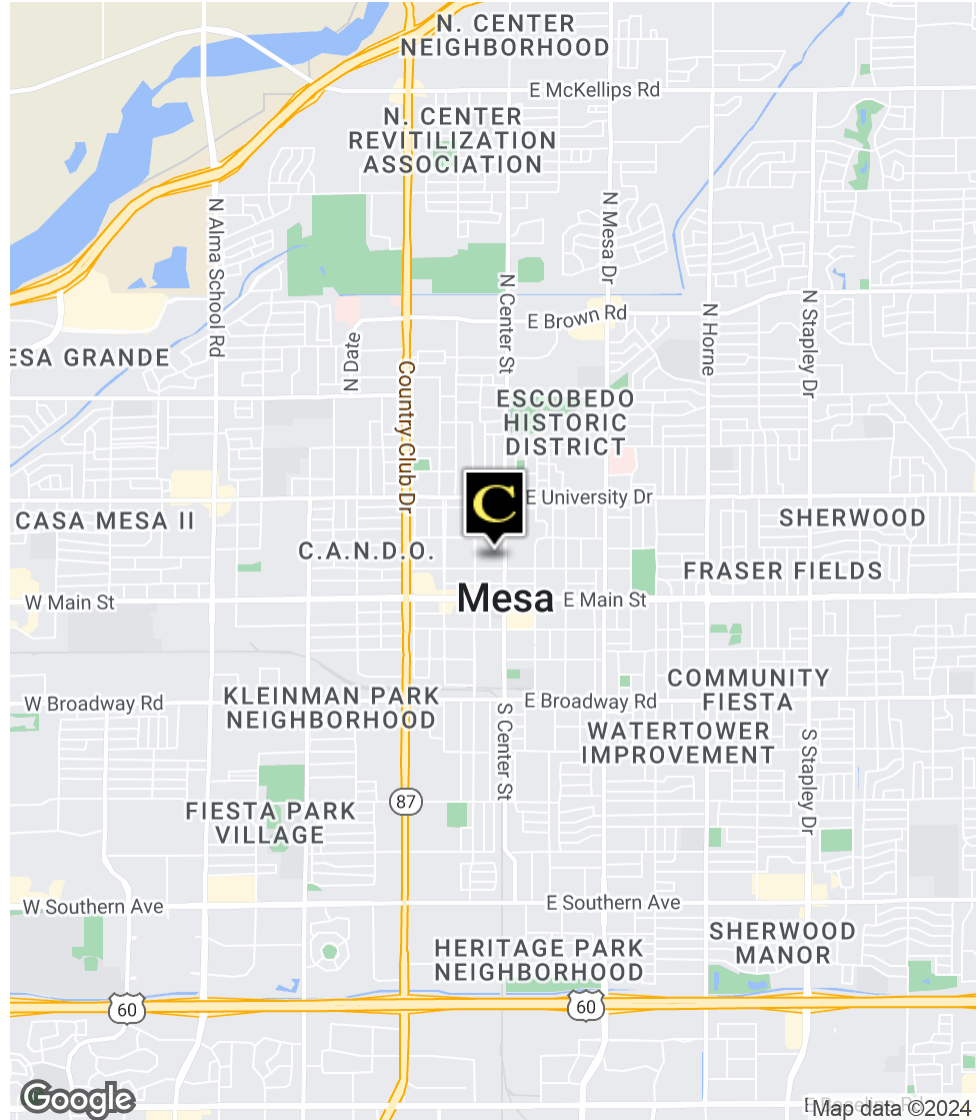 N. CENTER
NEIGHBORHOOD
E McKellips Rd
N. CENTER
REVITILIZATION
ASSOCIATION
N Alma School Rd
N Mesa Dr
N Center St
N Horne
N Stapley Dr
E Brown Rd
N Date
ESA GRANDE
Country Club Dr
ESCOBEDO
HISTORIC
DISTRICT
C
E University Dr
CASA MESA II
SHERWOOD
C.A.N.D.O.
FRASER FIELDS
W Main St
Mesa
E Main St
COMMUNITY
FIESTA
KLEINMAN PARK
NEIGHBORHOOD
W Broadway Rd
E Broadway Rd
S Center St
WATERTOWER
IMPROVEMENT
S Stapley Dr
87
FIESTA PARK
VILLAGE
W Southern Ave
E Southern Ave
SHERWOOD
MANOR
HERITAGE PARK
NEIGHBORHOOD
60
60
Google
E Baseline Rd
Map data ©2024